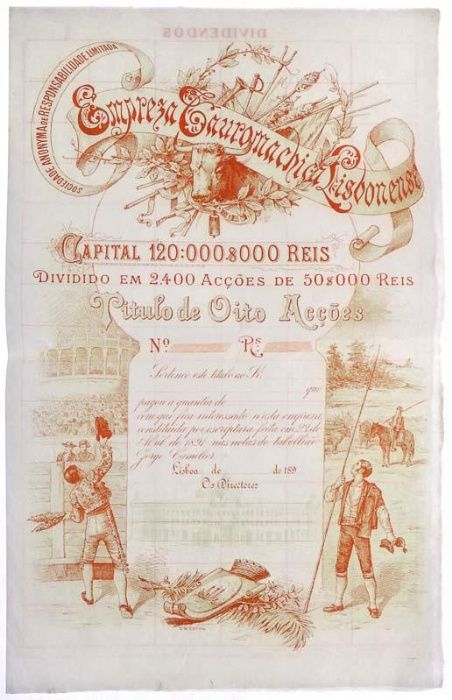 DIVIDENDOS
SOCIEDADE ANONYMA DE RESPONSABILIDADE LIMITADA
Empreza Tauromachica Lisbonense
CAPITAL 120:000$000 REIS
DIVIDIDO EM 2.400 ACÇÕES DE 50$000 REIS
Titulo de Oito Acções
Nº Rs
Pertence este titulo ao Sr.
que
pagou a quantia de
com que fica interessado n'esta empreza
constituida por escriptura feita em 22 de
Abril de 1891 nas notas do tabellião
Jorge Camelier.
Lisboa de de 189
Os Directores